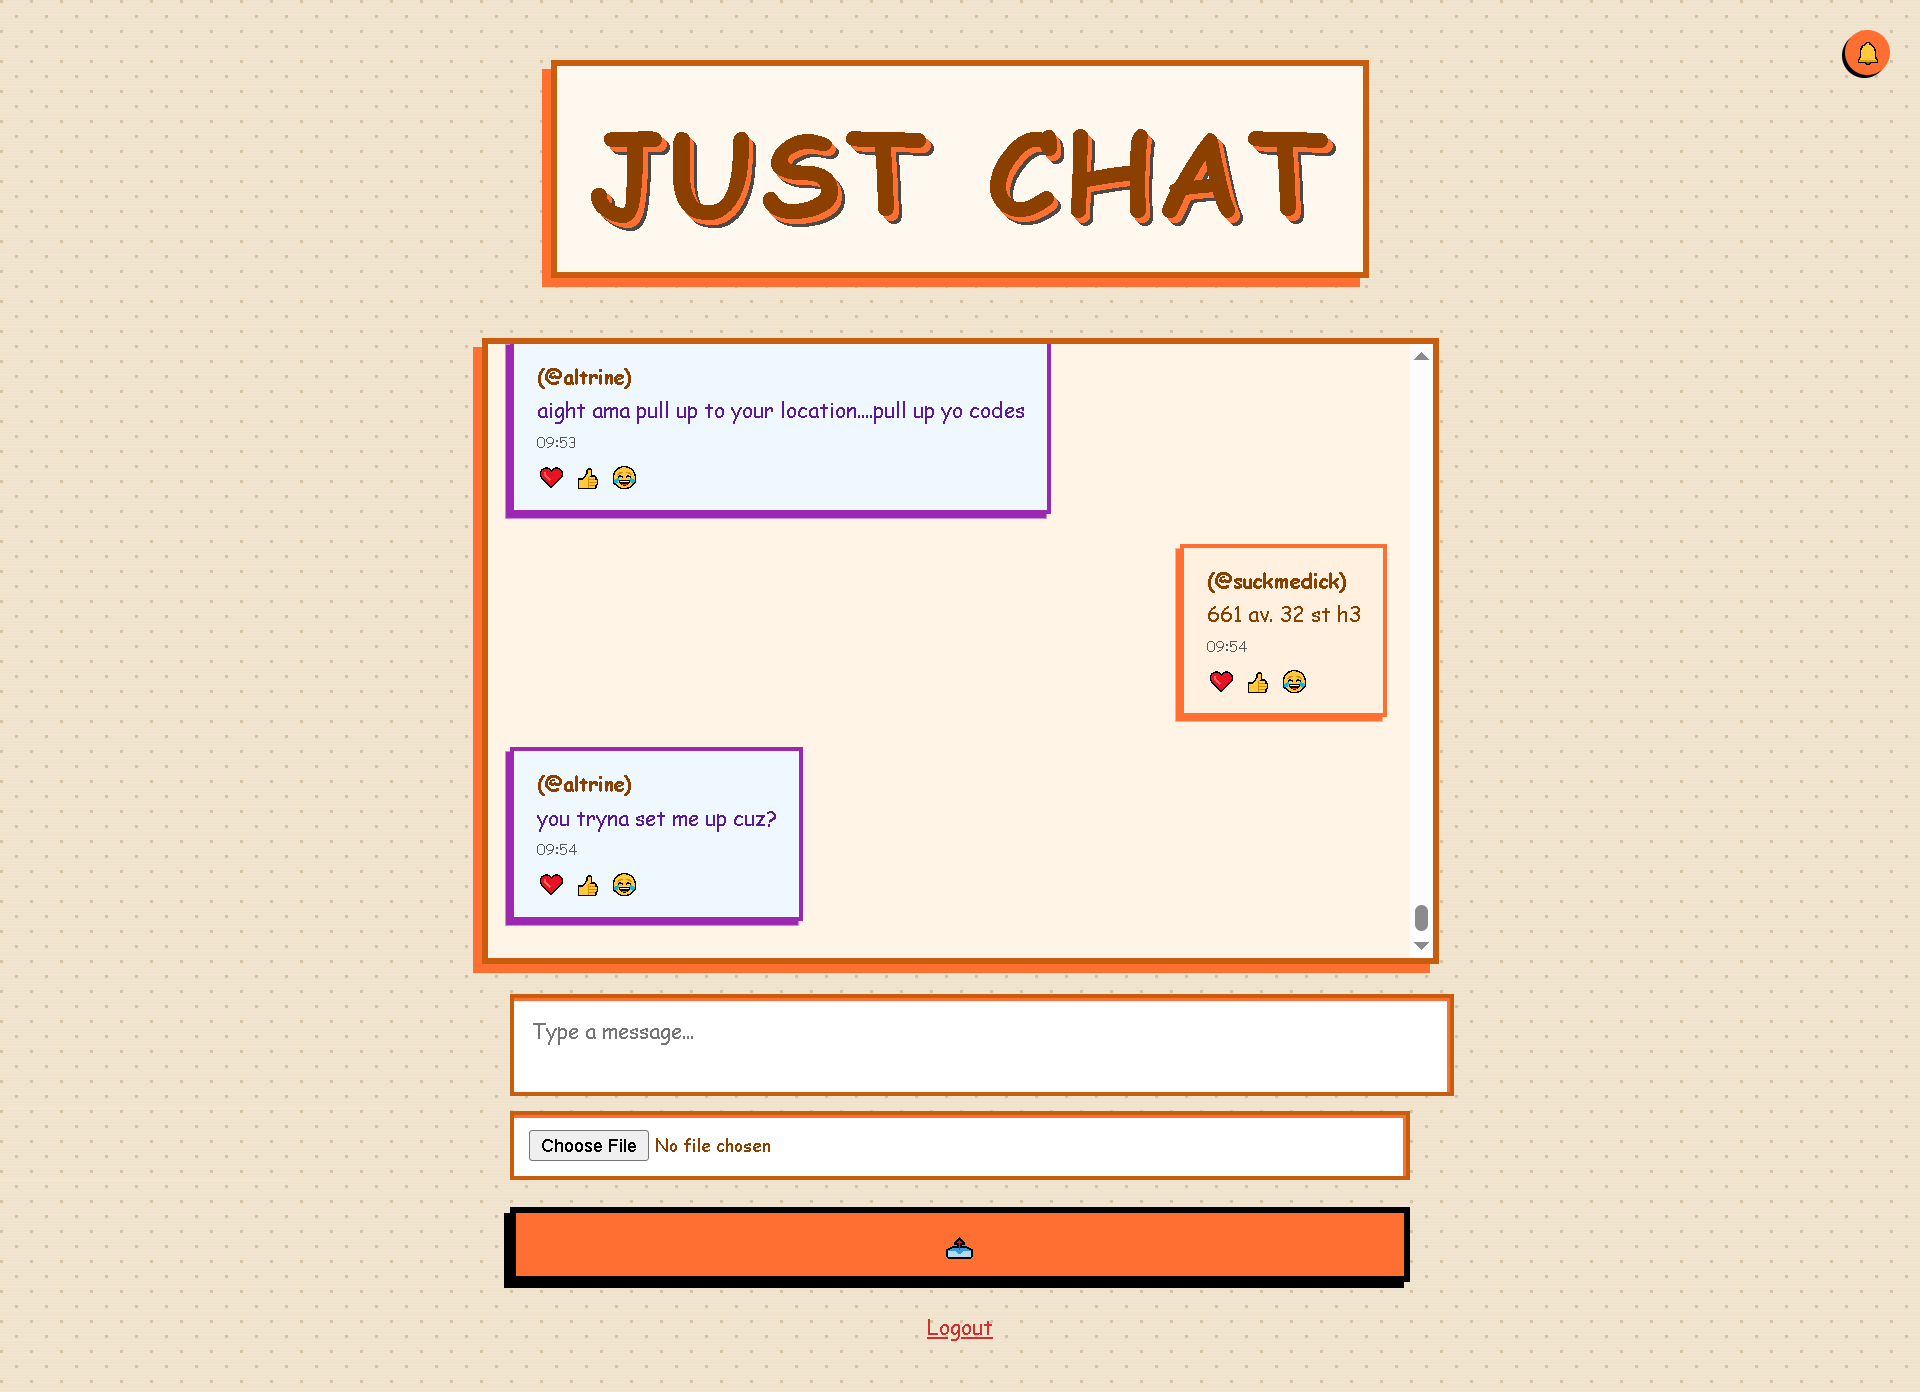 JUST CHAT
(@altrine)
aight ama pull up to your location....pull up yo codes
09:53
(@suckmedick)
661 av. 32 st h3
09:54
(@altrine)
you tryna set me up cuz?
09:54
Type a message...
Choose File No file chosen
Logout